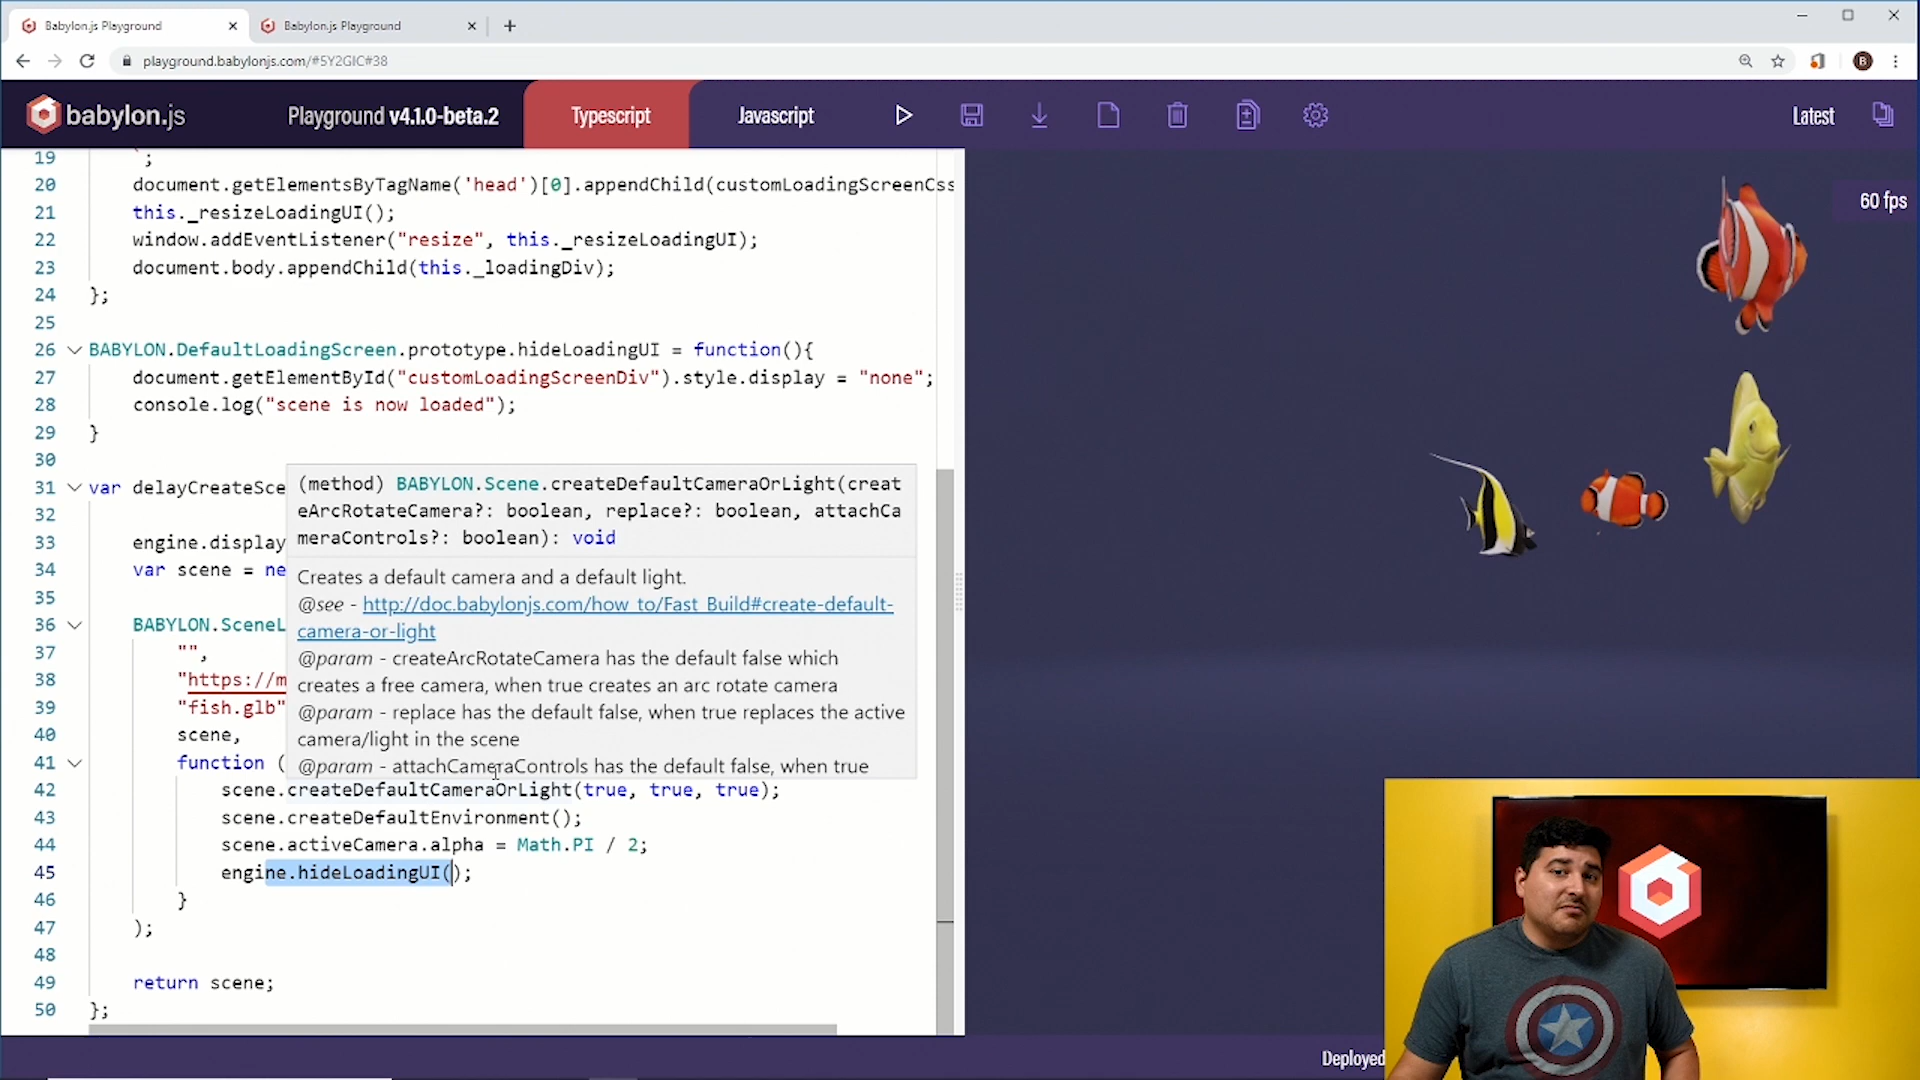 Babylon.js Playground
Babylon.js Playground
playground.babylonjs.com/#5Y2GIC#38
B
babylon.js
Playground v4.1.0-beta.2
Typescript
Javascript
Latest
60 fps
19 `;
20 document.getElementsByTagName('head')[0].appendChild(customLoadingScreenCss
21 this._resizeLoadingUI();
22 window.addEventListener("resize", this._resizeLoadingUI);
23 document.body.appendChild(this._loadingDiv);
24 };
25
26 BABYLON.DefaultLoadingScreen.prototype.hideLoadingUI = function(){
27 document.getElementById("customLoadingScreenDiv").style.display = "none";
28 console.log("scene is now loaded");
29 }
30
31 var delayCreateSce
32
33 engine.display
34 var scene = ne
35
36 BABYLON.SceneL
37 "",
38 "https://m
39 "fish.glb"
40 scene,
41 function (
(method) BABYLON.Scene.createDefaultCameraOrLight(creat
eArcRotateCamera?: boolean, replace?: boolean, attachCa
meraControls?: boolean): void
Creates a default camera and a default light.
@see - http://doc.babylonjs.com/how_to/Fast_Build#create-default-
camera-or-light
@param - createArcRotateCamera has the default false which
creates a free camera, when true creates an arc rotate camera
@param - replace has the default false, when true replaces the active
camera/light in the scene
@param - attachCameraControls has the default false, when true
42 scene.createDefaultCameraOrLight(true, true, true);
43 scene.createDefaultEnvironment();
44 scene.activeCamera.alpha = Math.PI / 2;
45 engine.hideLoadingUI();
46 }
47 );
48
49 return scene;
50 };
Deployed